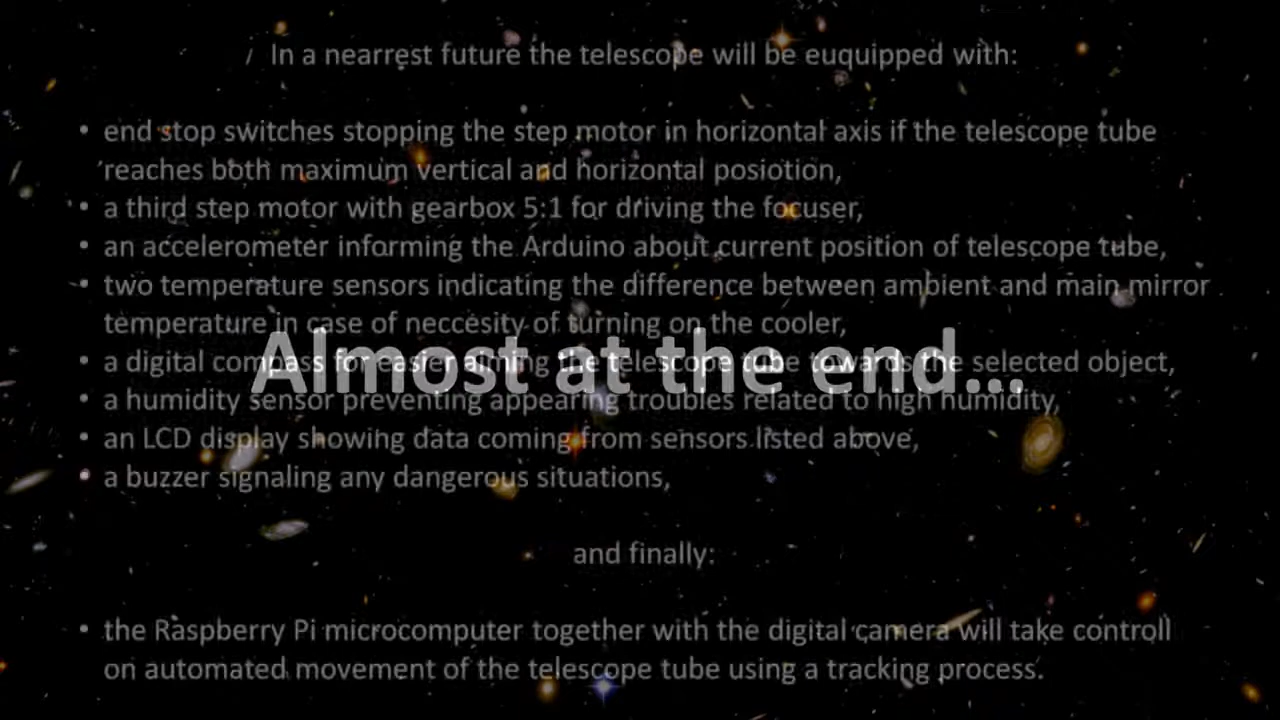 In a nearrest future the telescope will be euquipped with:
• end stop switches stopping the step motor in horizontal axis if the telescope tube
reaches both maximum vertical and horizontal posiotion,
• a third step motor with gearbox 5:1 for driving the focuser,
• an accelerometer informing the Arduino about current position of telescope tube,
• two temperature sensors indicating the difference between ambient and main mirror
temperature in case of neccesity of turning on the cooler,
• a digital compass for easier aiming the telescope tube towards the selected object,
Almost at the end...
• a humidity sensor preventing appearing troubles related to high humidity,
• an LCD display showing data coming from sensors listed above,
• a buzzer signaling any dangerous situations,
and finally:
• the Raspberry Pi microcomputer together with the digital camera will take controll
on automated movement of the telescope tube using a tracking process.